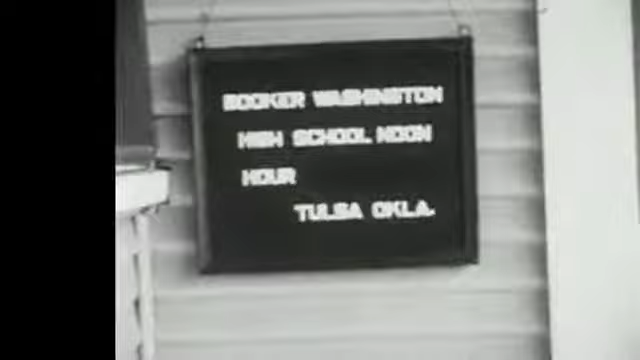 BOOKER WASHINGTON
HIGH SCHOOL NOON
HOUR
TULSA OKLA.